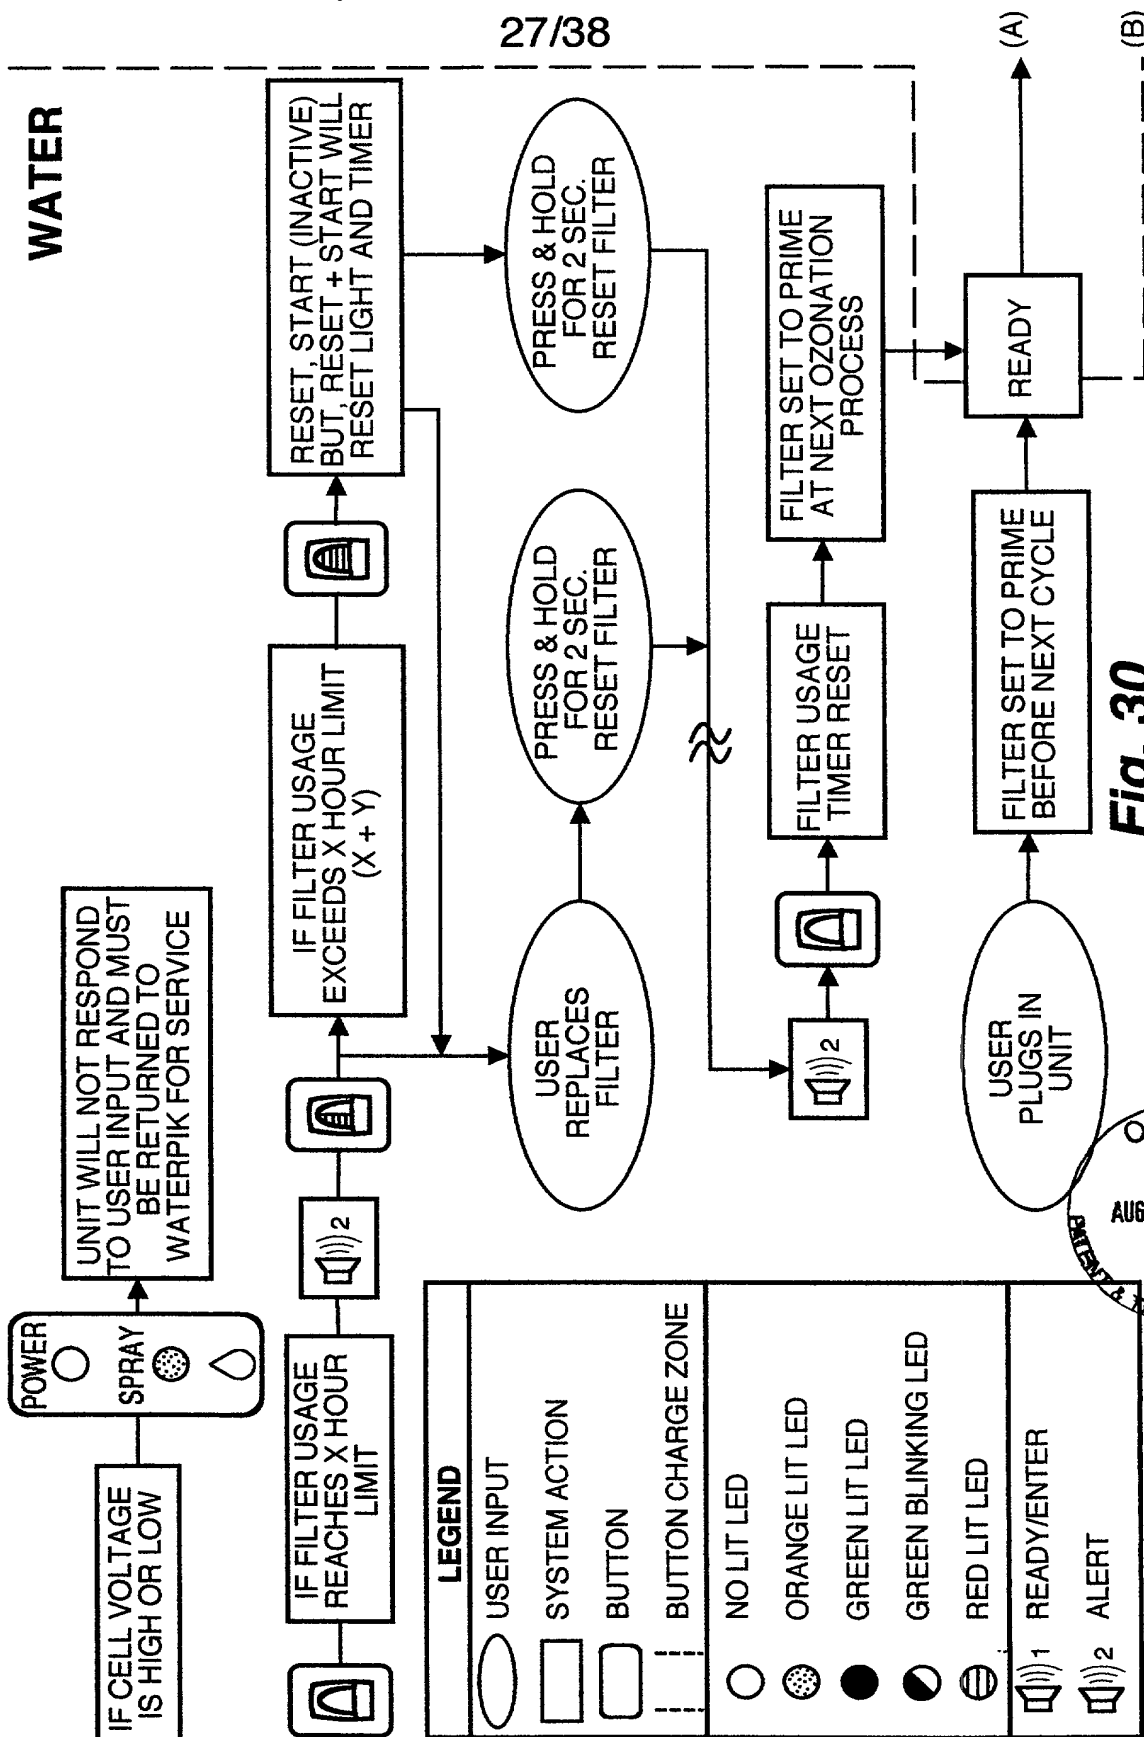 27/38
WATER
IF CELL VOLTAGE
IS HIGH OR LOW
POWER
SPRAY
UNIT WILL NOT RESPOND
TO USER INPUT AND MUST
BE RETURNED TO
WATERPIK FOR SERVICE
IF FILTER USAGE
REACHES X HOUR
LIMIT
2
IF FILTER USAGE
EXCEEDS X HOUR LIMIT
(X + Y)
RESET, START (INACTIVE)
BUT, RESET + START WILL
RESET LIGHT AND TIMER
USER
REPLACES
FILTER
PRESS & HOLD
FOR 2 SEC.
RESET FILTER
PRESS & HOLD
FOR 2 SEC.
RESET FILTER
2
FILTER USAGE
TIMER RESET
FILTER SET TO PRIME
AT NEXT OZONATION
PROCESS
USER
PLUGS IN
UNIT
FILTER SET TO PRIME
BEFORE NEXT CYCLE
READY
(A)
(B)
LEGEND
USER INPUT
SYSTEM ACTION
BUTTON
BUTTON CHARGE ZONE
NO LIT LED
ORANGE LIT LED
GREEN LIT LED
GREEN BLINKING LED
RED LIT LED
1 READY/ENTER
2 ALERT
Fig. 30
PATENT &
AUG